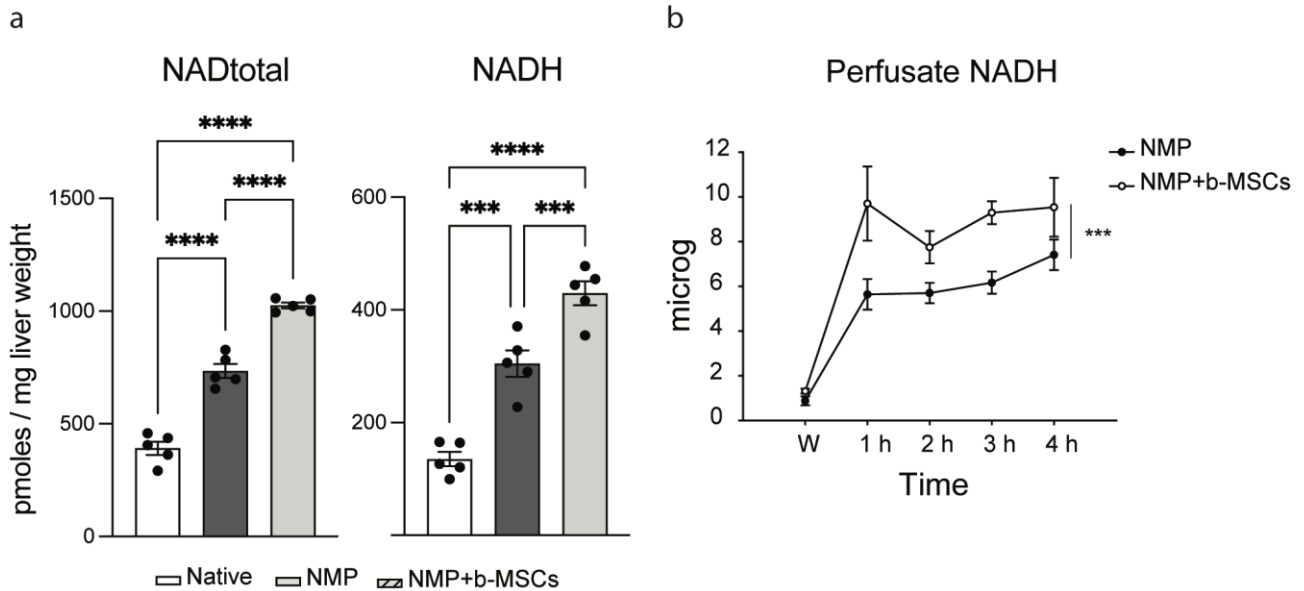 a
NADtotal
NADH
****
****
****
****
***
***
pmoles / mg liver weight
1500
1000
500
0
600
400
200
Native NMP NMP+b-MSCs
b
Perfusate NADH
NMP
NMP+b-MSCs
***
microg
12
10
8
6
4
2
0
W 1 h 2 h 3 h 4 h
Time